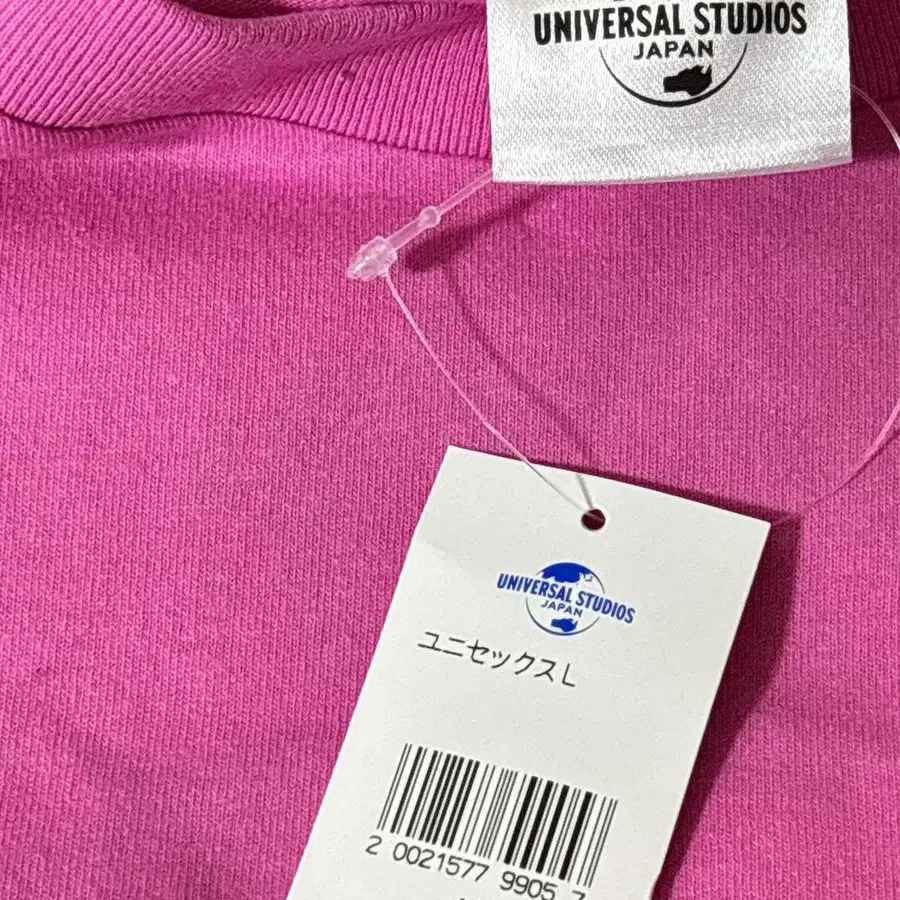 UNIVERSAL STUDIOS
JAPAN
UNIVERSAL STUDIOS
JAPAN
ユニセックスL
2 0021577 9905 7